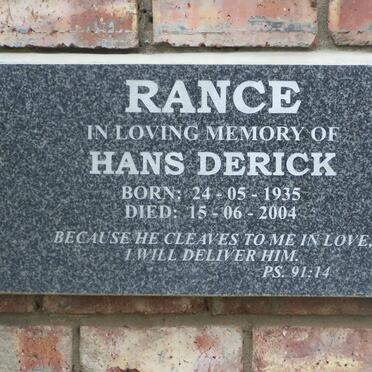 RANCE
IN LOVING MEMORY OF
HANS DERICK
BORN: 24 - 05 - 1935
DIED: 15 - 06 - 2004
BECAUSE HE CLEAVES TO ME IN LOVE,
I WILL DELIVER HIM.
PS. 91:14